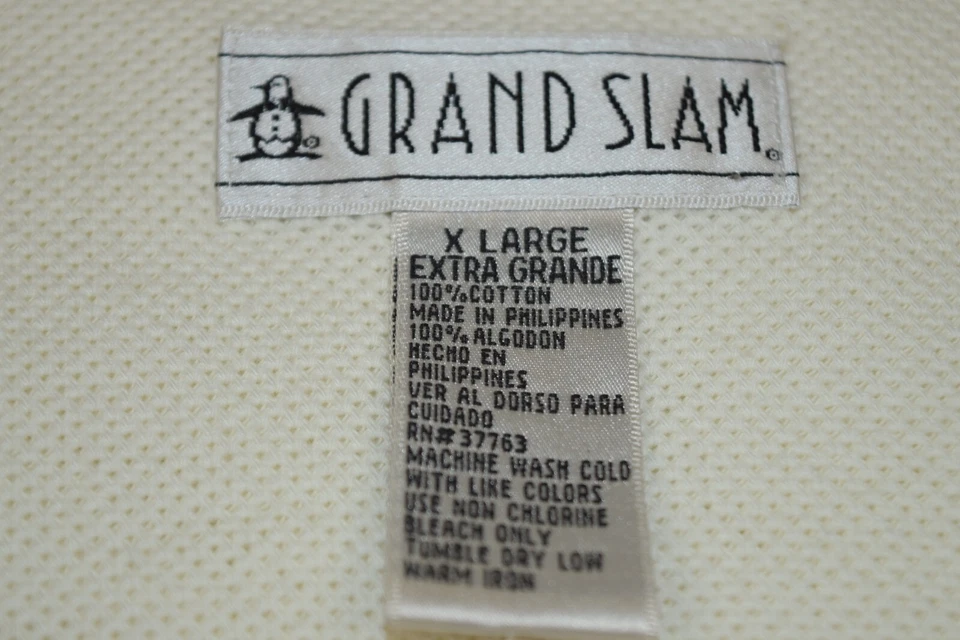 GRAND SLAM
X LARGE
EXTRA GRANDE
100% COTTON
MADE IN PHILIPPINES
100% ALGODON
HECHO EN
PHILIPPINES
VER AL DORSO PARA
CUIDADO
RN# 37763
MACHINE WASH COLD
WITH LIKE COLORS
USE NON CHLORINE
BLEACH ONLY
TUMBLE DRY LOW
WARM IRON